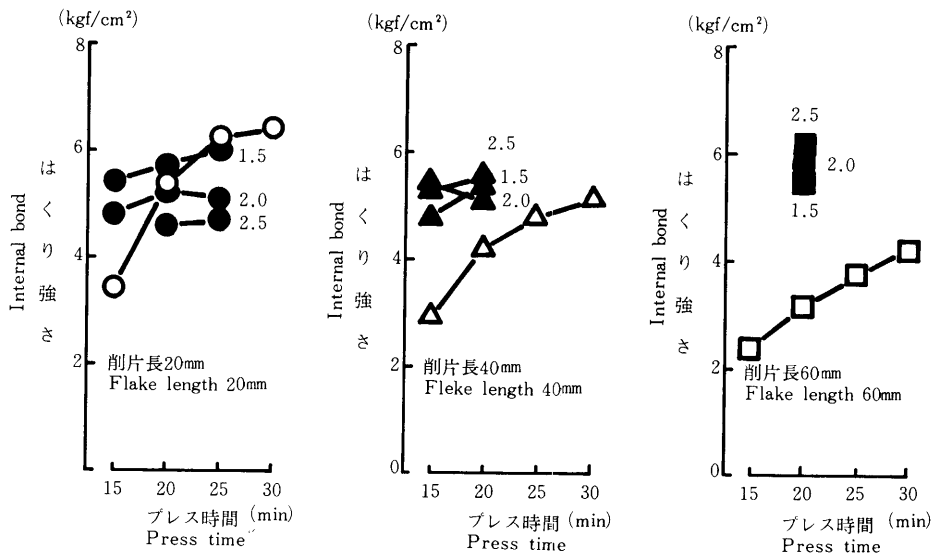 (kgf/cm²)
8
6
4
2
Internal bond
はくり強さ
1.5
2.0
2.5
削片長20mm
Flake length 20mm
15 20 25 30
プレス時間 (min)
Press time
(kgf/cm²)
8
6
4
2
0
Internal bond
はくり強さ
2.5
1.5
2.0
削片長40mm
Fleke length 40mm
15 20 25 30
プレス時間 (min)
Press time
(kgf/cm²)
8
6
4
2
0
Internal bond
はくり強さ
2.5
2.0
1.5
削片長60mm
Flake length 60mm
15 20 25 30
プレス時間 (min)
Press time